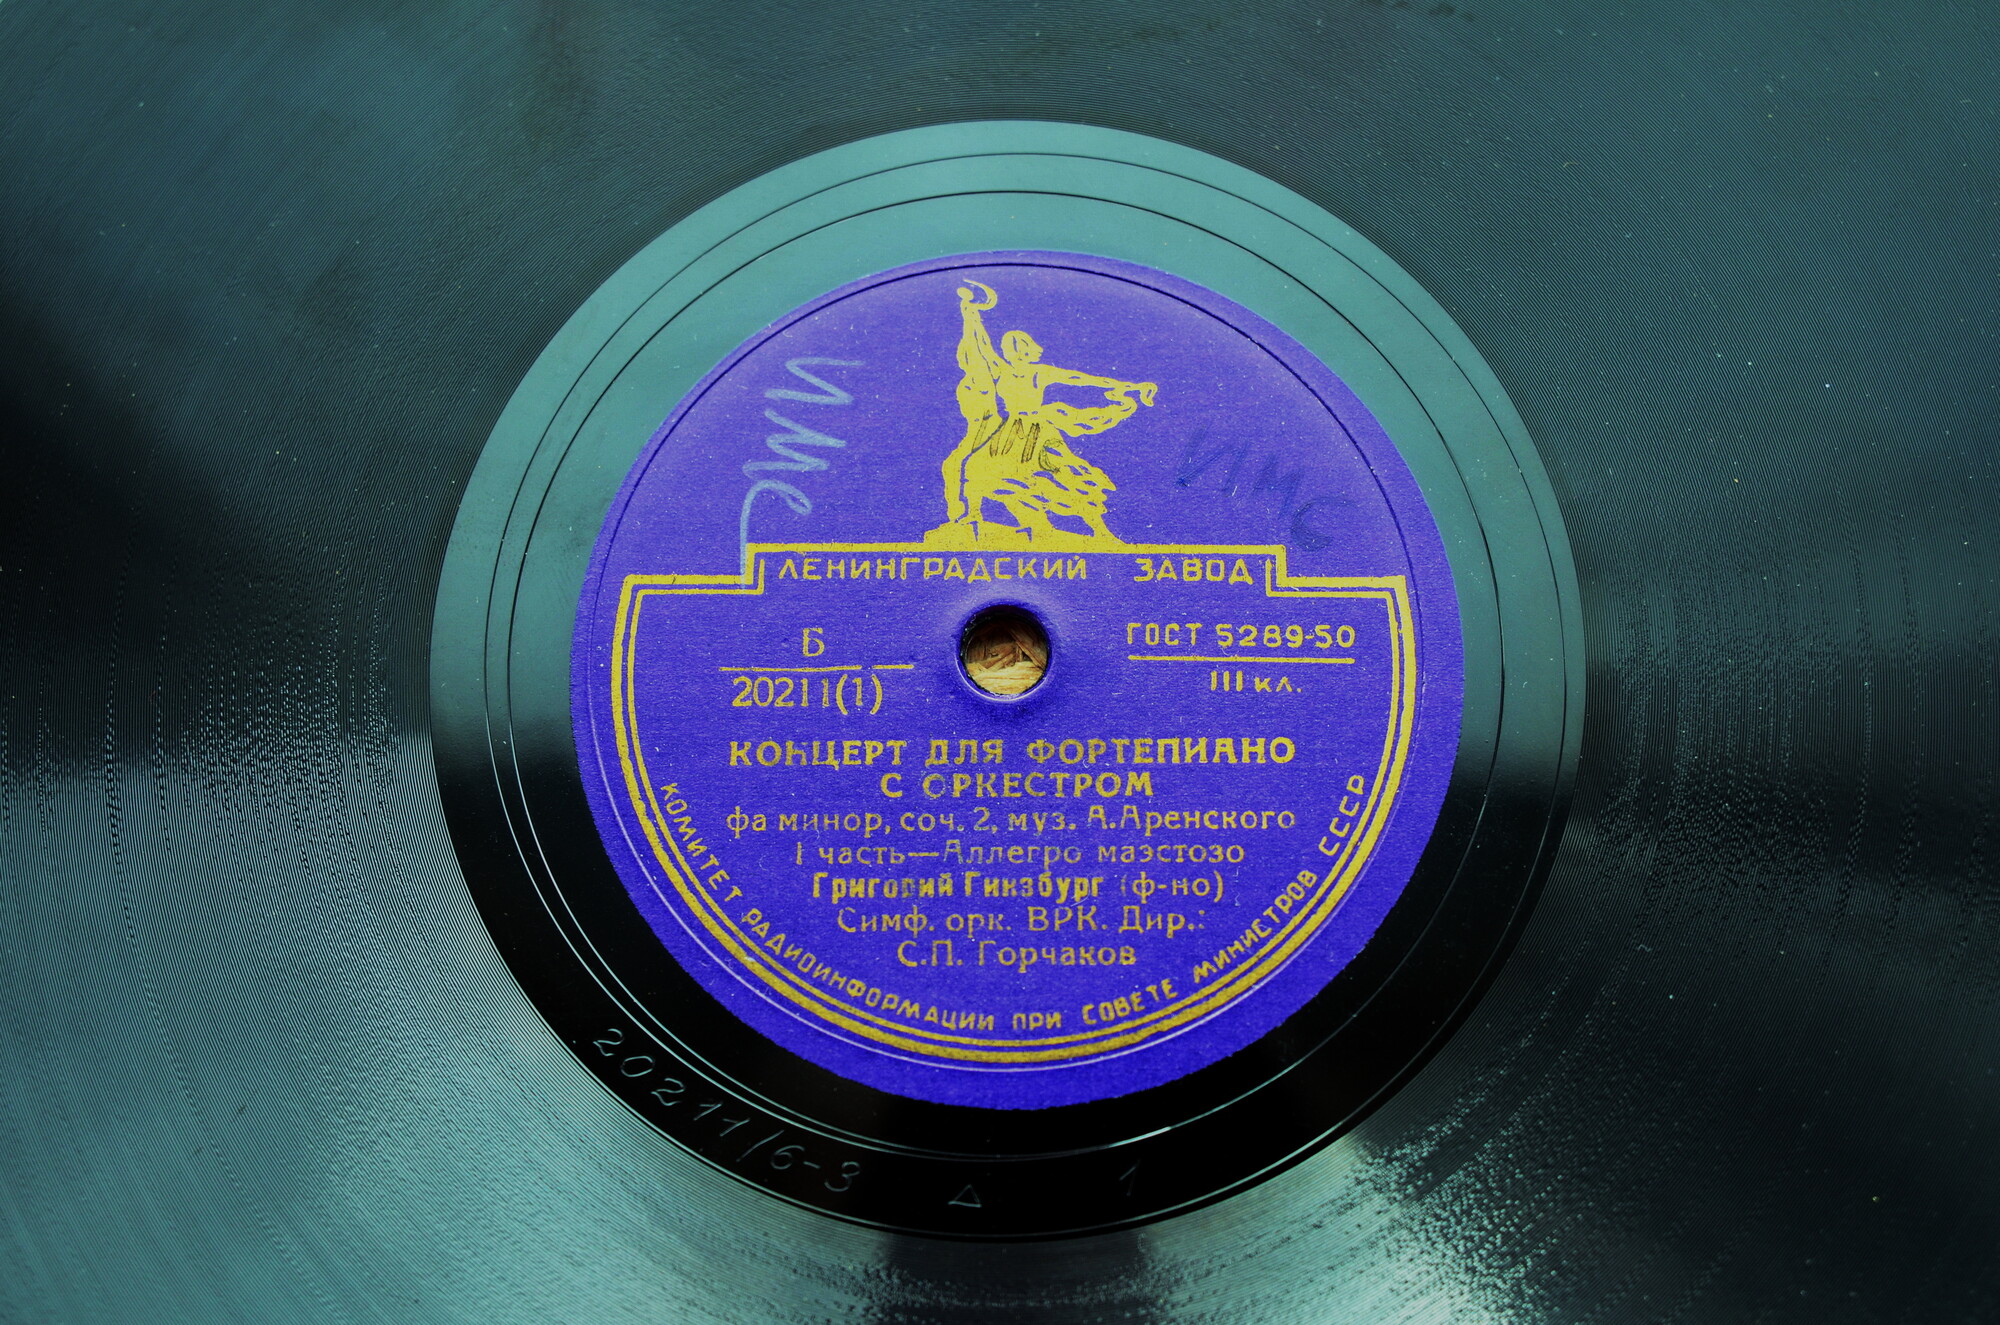 ИМС
ИМС
ИМС
ЛЕНИНГРАДСКИЙ ЗАВОД
Б
20211(1)
ГОСТ 5289-50
III кл.
КОНЦЕРТ ДЛЯ ФОРТЕПИАНО
С ОРКЕСТРОМ
фа минор, соч. 2, муз. А.Аренского
I часть—Аллегро маэстозо
Григорий Гинзбург (ф-но)
Симф. орк. ВРК. Дир.:
С.П. Горчаков
КОМИТЕТ РАДИОИНФОРМАЦИИ ПРИ СОВЕТЕ МИНИСТРОВ СССР
20211/6-3 Δ 1